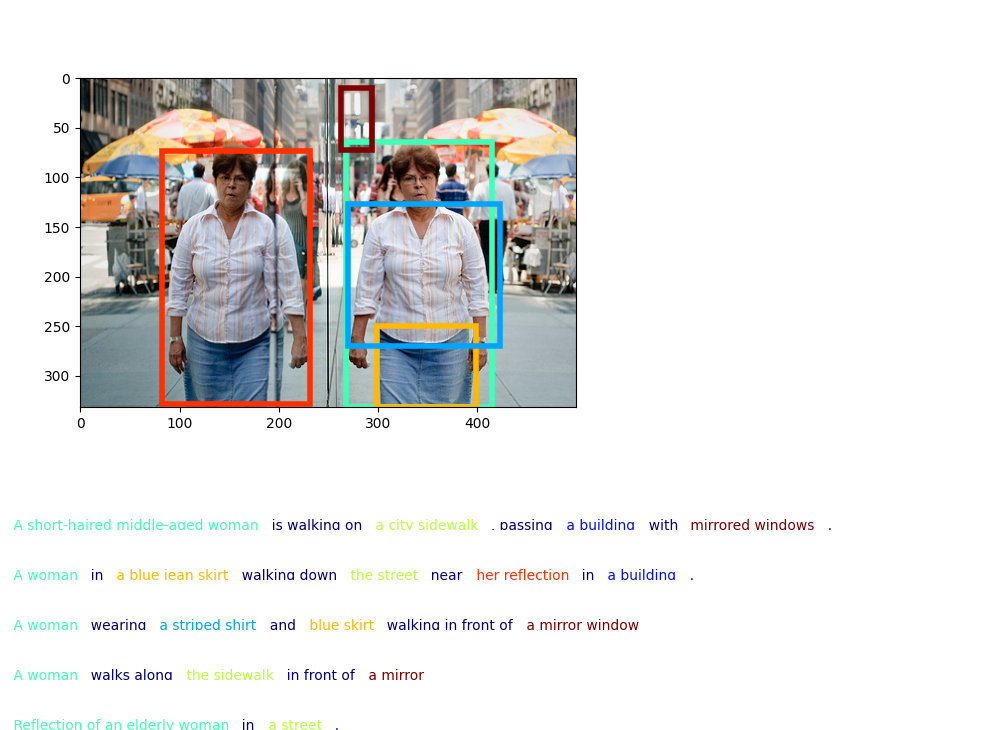 0
50
100
150
200
250
300
0 100 200 300 400
A short-haired middle-aged woman is walking on a city sidewalk , passing a building with mirrored windows .
A woman in a blue jean skirt walking down the street near her reflection in a building .
A woman wearing a striped shirt and blue skirt walking in front of a mirror window
A woman walks along the sidewalk in front of a mirror
Reflection of an elderly woman in a street .